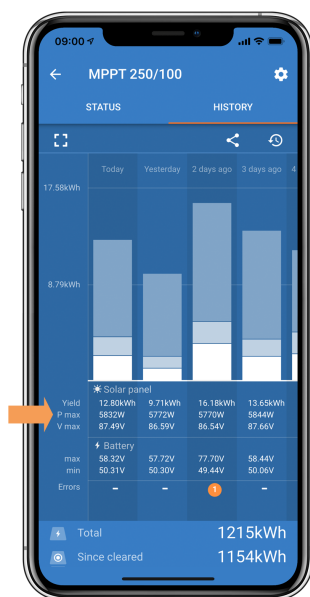 09:00
MPPT 250/100
STATUS HISTORY
Today Yesterday 2 days ago 3 days ago 4
17.58kWh
8.79kWh
Solar panel
Yield 12.80kWh 9.71kWh 16.18kWh 13.65kWh
P max 5832W 5772W 5770W 5844W
V max 87.49V 86.59V 86.54V 87.66V
Battery
max 58.32V 57.72V 77.70V 58.44V
min 50.31V 50.30V 49.44V 50.06V
Errors – – 1 –
Total 1215kWh
Since cleared 1154kWh